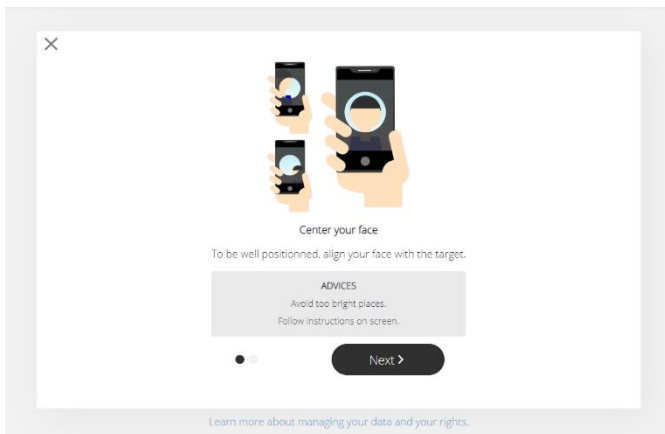 Center your face
To be well positionned, align your face with the target.
ADVICES
Avoid too bright places.
Follow instructions on screen.
Next
Learn more about managing your data and your rights.